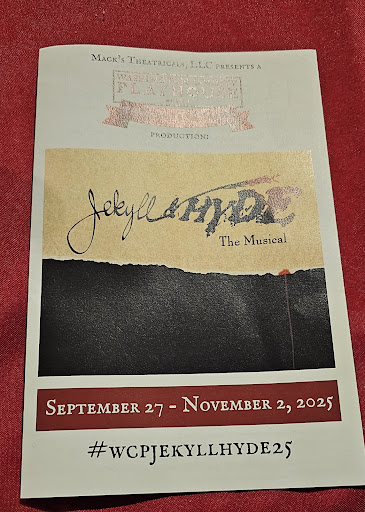 Mack's Theatricals, LLC presents a
PLAYHOUSE
production:
Jekyll & HYDE
The Musical
September 27 - November 2, 2025
#wcpjekyllhyde25